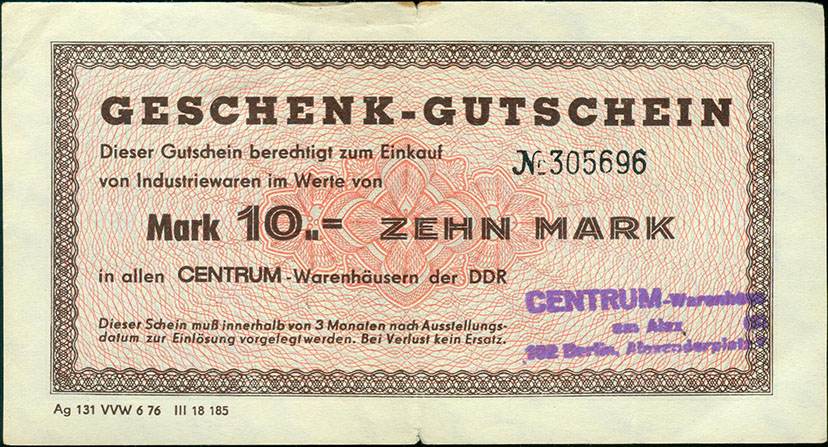 GESCHENK-GUTSCHEIN
Dieser Gutschein berechtigt zum Einkauf
№ 305696
von Industriewaren im Werte von
Mark 10.„= ZEHN MARK
in allen CENTRUM-Warenhäusern der DDR
Dieser Schein muß innerhalb von 3 Monaten nach Ausstellungs-
datum zur Einlösung vorgelegt werden. Bei Verlust kein Ersatz.
CENTRUM-Warenhaus
am Alex
102 Berlin, Alexanderplatz
Ag 131 VVW 6 76 III 18 185